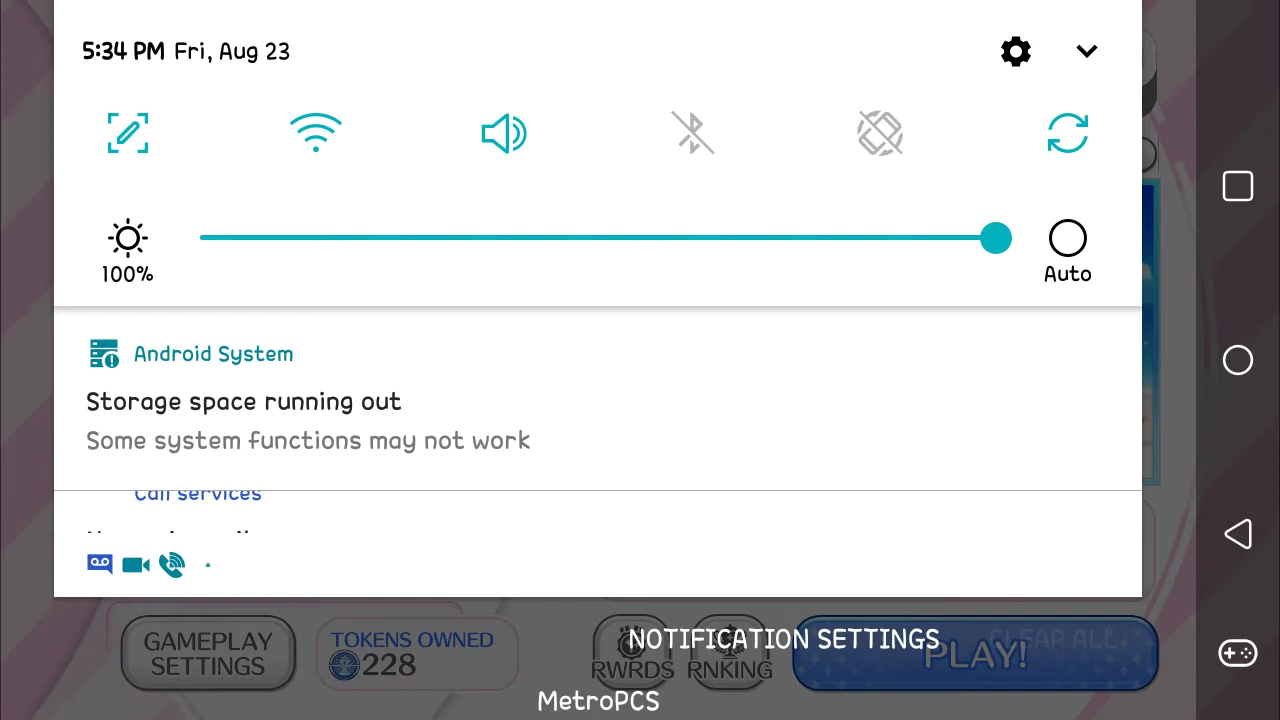 5:34 PM Fri, Aug 23
100%
Auto
Android System
Storage space running out
Some system functions may not work
Call services
GAMEPLAY
SETTINGS
TOKENS OWNED
228
RWRDS
RNKING
NOTIFICATION SETTINGS
CLEAR ALL
PLAY!
MetroPCS